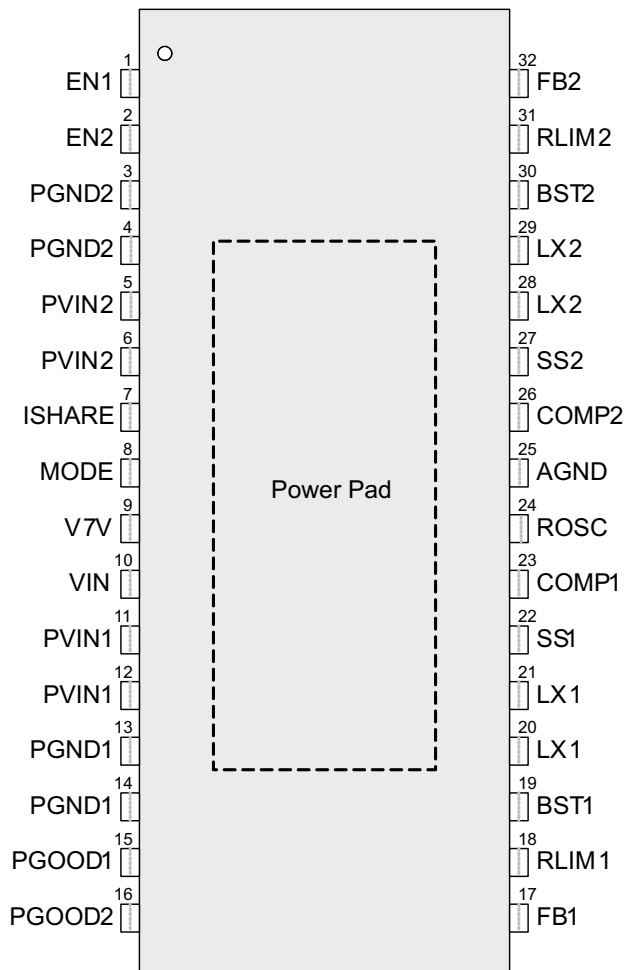 1
EN1
2
EN2
3
PGND2
4
PGND2
5
PVIN2
6
PVIN2
7
ISHARE
8
MODE
9
V7V
10
VIN
11
PVIN1
12
PVIN1
13
PGND1
14
PGND1
15
PGOOD1
16
PGOOD2
Power Pad
32
FB2
31
RLIM2
30
BST2
29
LX2
28
LX2
27
SS2
26
COMP2
25
AGND
24
ROSC
23
COMP1
22
SS1
21
LX1
20
LX1
19
BST1
18
RLIM1
17
FB1